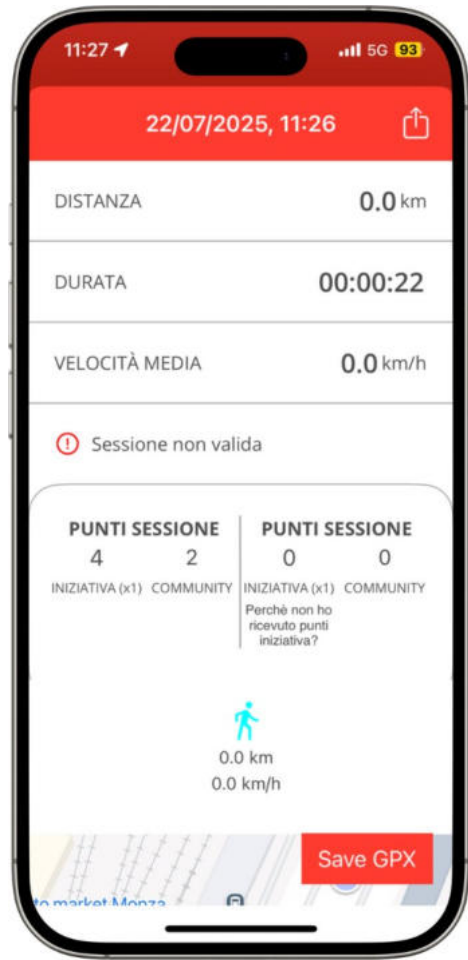 11:27
5G 93
22/07/2025, 11:26
DISTANZA 0.0 km
DURATA 00:00:22
VELOCITÀ MEDIA 0.0 km/h
Sessione non valida
PUNTI SESSIONE PUNTI SESSIONE
4 2 0 0
INIZIATIVA (x1) COMMUNITY INIZIATIVA (x1) COMMUNITY
Perchè non ho
ricevuto punti
iniziativa?
0.0 km
0.0 km/h
Save GPX
market Monza